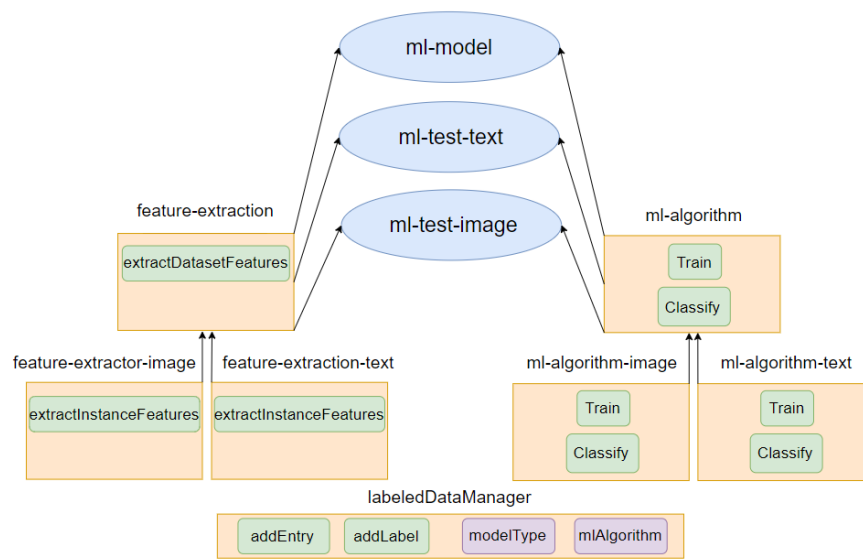 ml-model
ml-test-text
ml-test-image
feature-extraction
extractDatasetFeatures
ml-algorithm
Train
Classify
feature-extractor-image
feature-extraction-text
extractInstanceFeatures
extractInstanceFeatures
ml-algorithm-image
ml-algorithm-text
Train
Train
Classify
Classify
labeledDataManager
addEntry
addLabel
modelType
mlAlgorithm